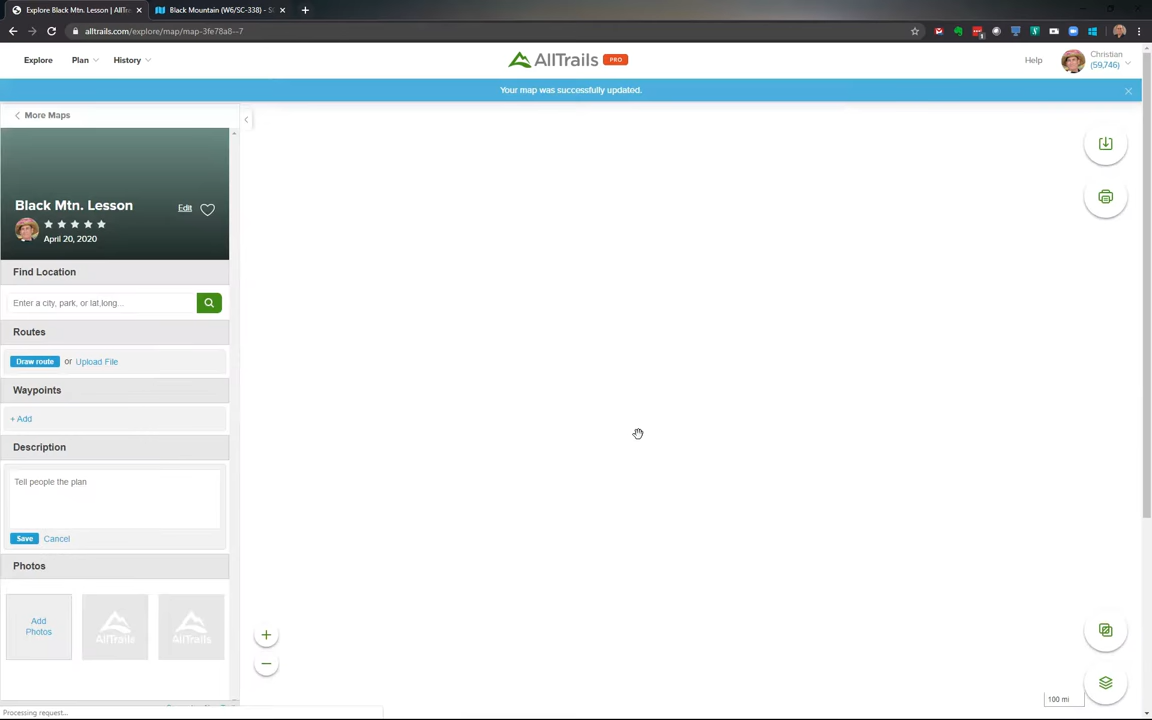 Explore Black Mtn. Lesson | AllTr
Black Mountain (W6/SC-338) - S
alltrails.com/explore/map/map-3fe78a8--7
Explore
Plan
History
AllTrails
PRO
Help
Christian
(59,746)
Your map was successfully updated.
More Maps
Black Mtn. Lesson
Edit
April 20, 2020
Find Location
Enter a city, park, or lat,long...
Routes
Draw route or Upload File
Waypoints
+ Add
Description
Tell people the plan
Save Cancel
Photos
Add
Photos
AllTrails
AllTrails
100 mi
Processing request...